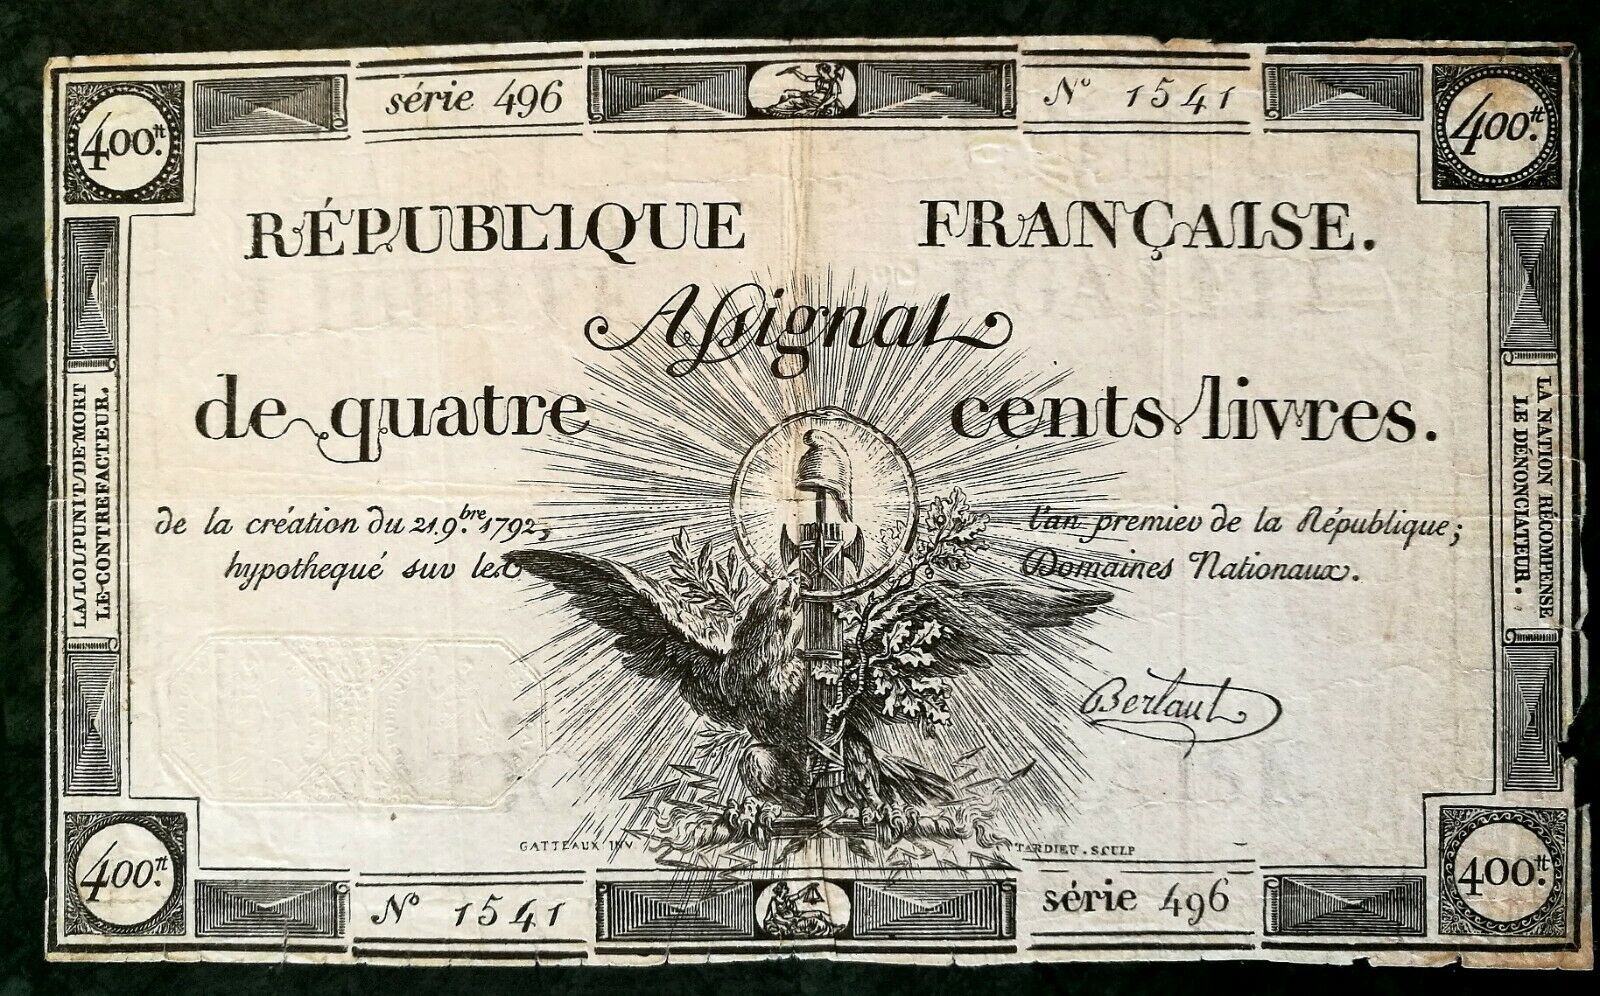 série 496
Nº 1541
400.tt
400.tt
RÉPUBLIQUE FRANÇAISE.
Assignat
de quatre cents livres.
de la création du 21 9.bre 1792, l'an premier de la République;
hypothequé sur les Domaines Nationaux.
LA LOI PUNIT DE MORT
LE CONTREFACTEUR.
LA NATION RÉCOMPENSE
LE DÉNONCIATEUR.
Berlaut
GATTEAUX INV.
TARDIEU. SCULP
400.tt
400.tt
Nº 1541
série 496